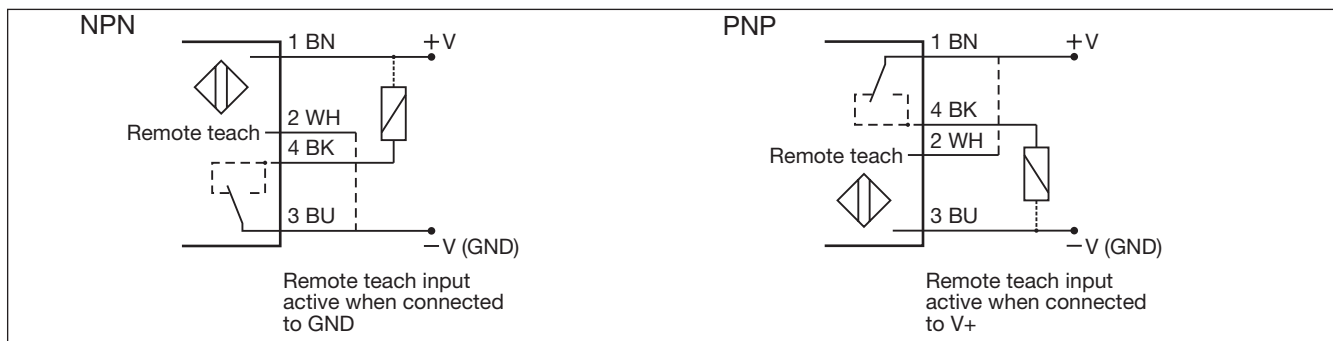 NPN
1 BN
+V
2 WH
Remote teach
4 BK
3 BU
–V (GND)
Remote teach input
active when connected
to GND
PNP
1 BN
+V
4 BK
2 WH
Remote teach
3 BU
–V (GND)
Remote teach input
active when connected
to V+